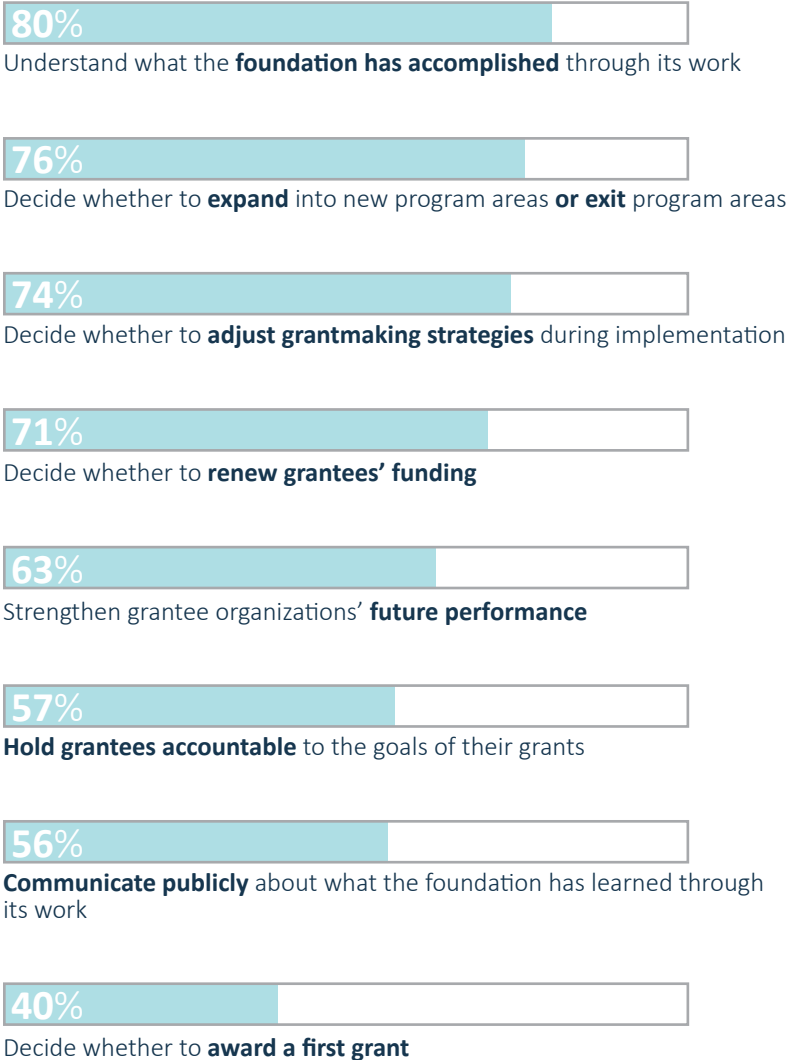 80%
Understand what the foundation has accomplished through its work
76%
Decide whether to expand into new program areas or exit program areas
74%
Decide whether to adjust grantmaking strategies during implementation
71%
Decide whether to renew grantees’ funding
63%
Strengthen grantee organizations’ future performance
57%
Hold grantees accountable to the goals of their grants
56%
Communicate publicly about what the foundation has learned through
its work
40%
Decide whether to award a first grant